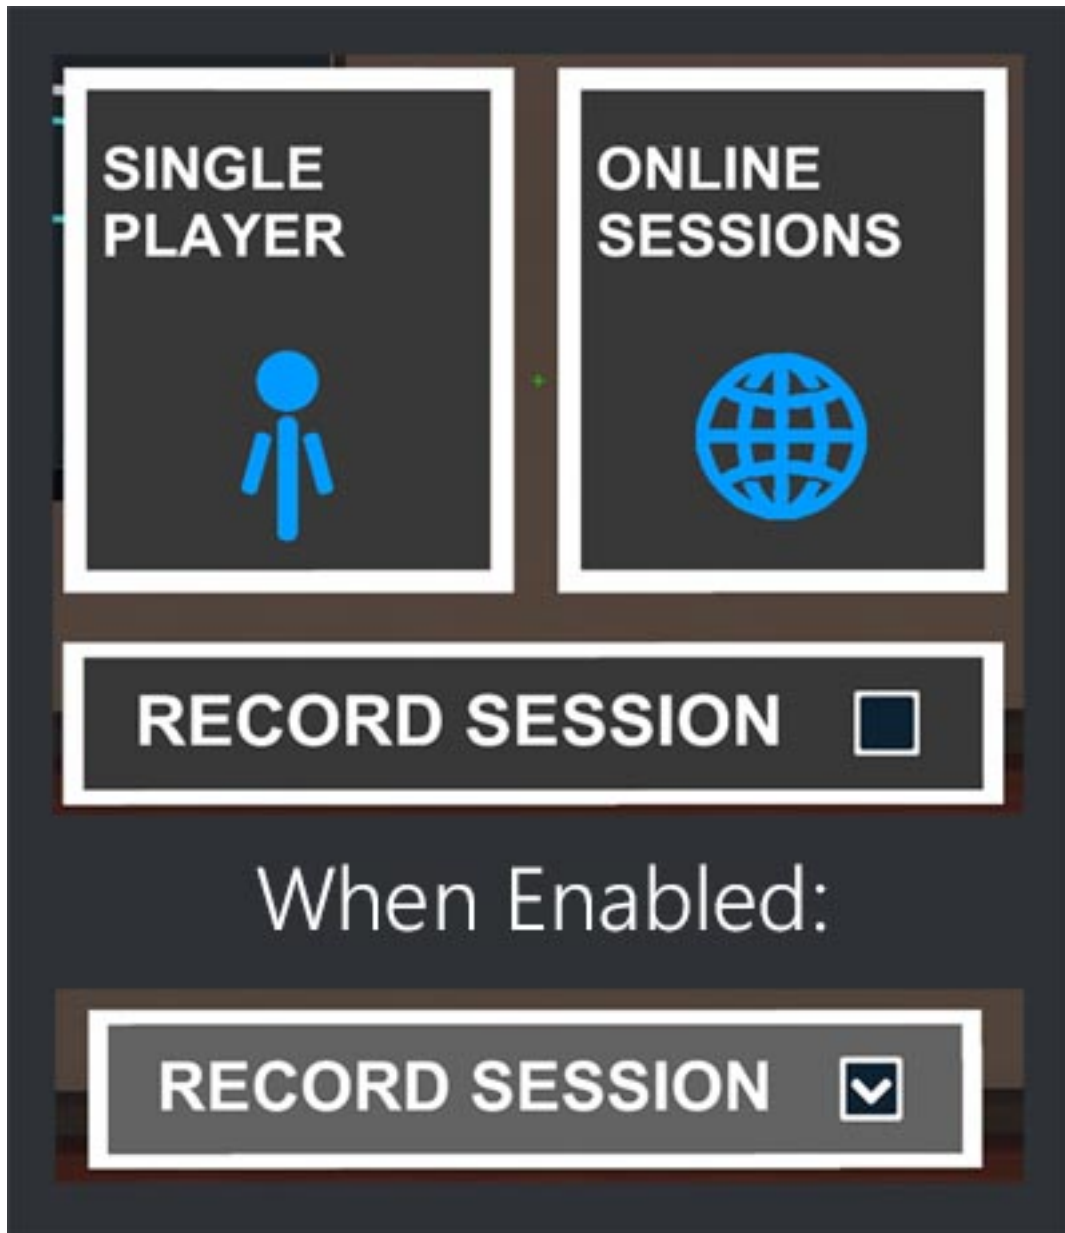 SINGLE
PLAYER
ONLINE
SESSIONS
RECORD SESSION
When Enabled:
RECORD SESSION